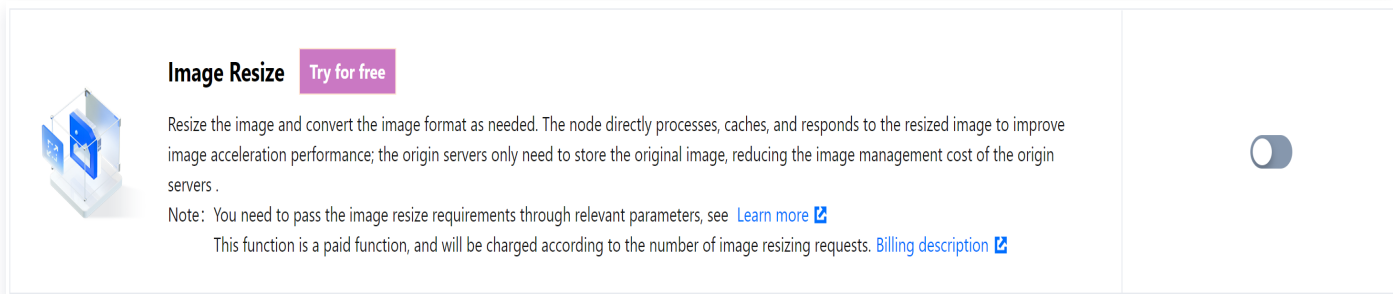 Image Resize Try for free
Resize the image and convert the image format as needed. The node directly processes, caches, and responds to the resized image to improve
image acceleration performance; the origin servers only need to store the original image, reducing the image management cost of the origin
servers .
Note： You need to pass the image resize requirements through relevant parameters, see Learn more
This function is a paid function, and will be charged according to the number of image resizing requests. Billing description